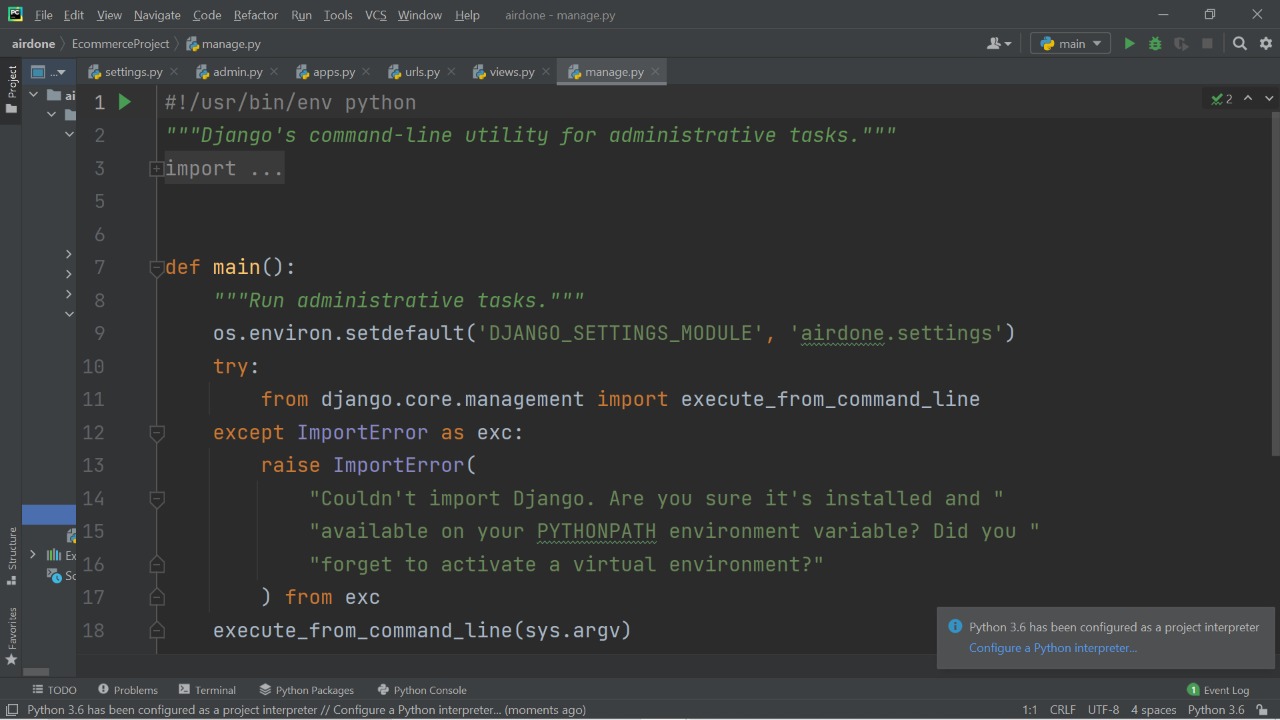 PC File Edit View Navigate Code Refactor Run Tools VCS Window Help airdone - manage.py
airdone EcommerceProject manage.py main
Project ... settings.py admin.py apps.py urls.py views.py manage.py
ai
1 #!/usr/bin/env python 2
2 """Django's command-line utility for administrative tasks."""
3 import ...
5
6
7 def main():
8 """Run administrative tasks."""
9 os.environ.setdefault('DJANGO_SETTINGS_MODULE', 'airdone.settings')
10 try:
11 from django.core.management import execute_from_command_line
12 except ImportError as exc:
13 raise ImportError(
14 "Couldn't import Django. Are you sure it's installed and "
15 "available on your PYTHONPATH environment variable? Did you "
16 "forget to activate a virtual environment?"
17 ) from exc
18 execute_from_command_line(sys.argv)
Ex
Sc
Structure
Favorites
Python 3.6 has been configured as a project interpreter
Configure a Python interpreter...
TODO Problems Terminal Python Packages Python Console 1 Event Log
Python 3.6 has been configured as a project interpreter // Configure a Python interpreter... (moments ago) 1:1 CRLF UTF-8 4 spaces Python 3.6